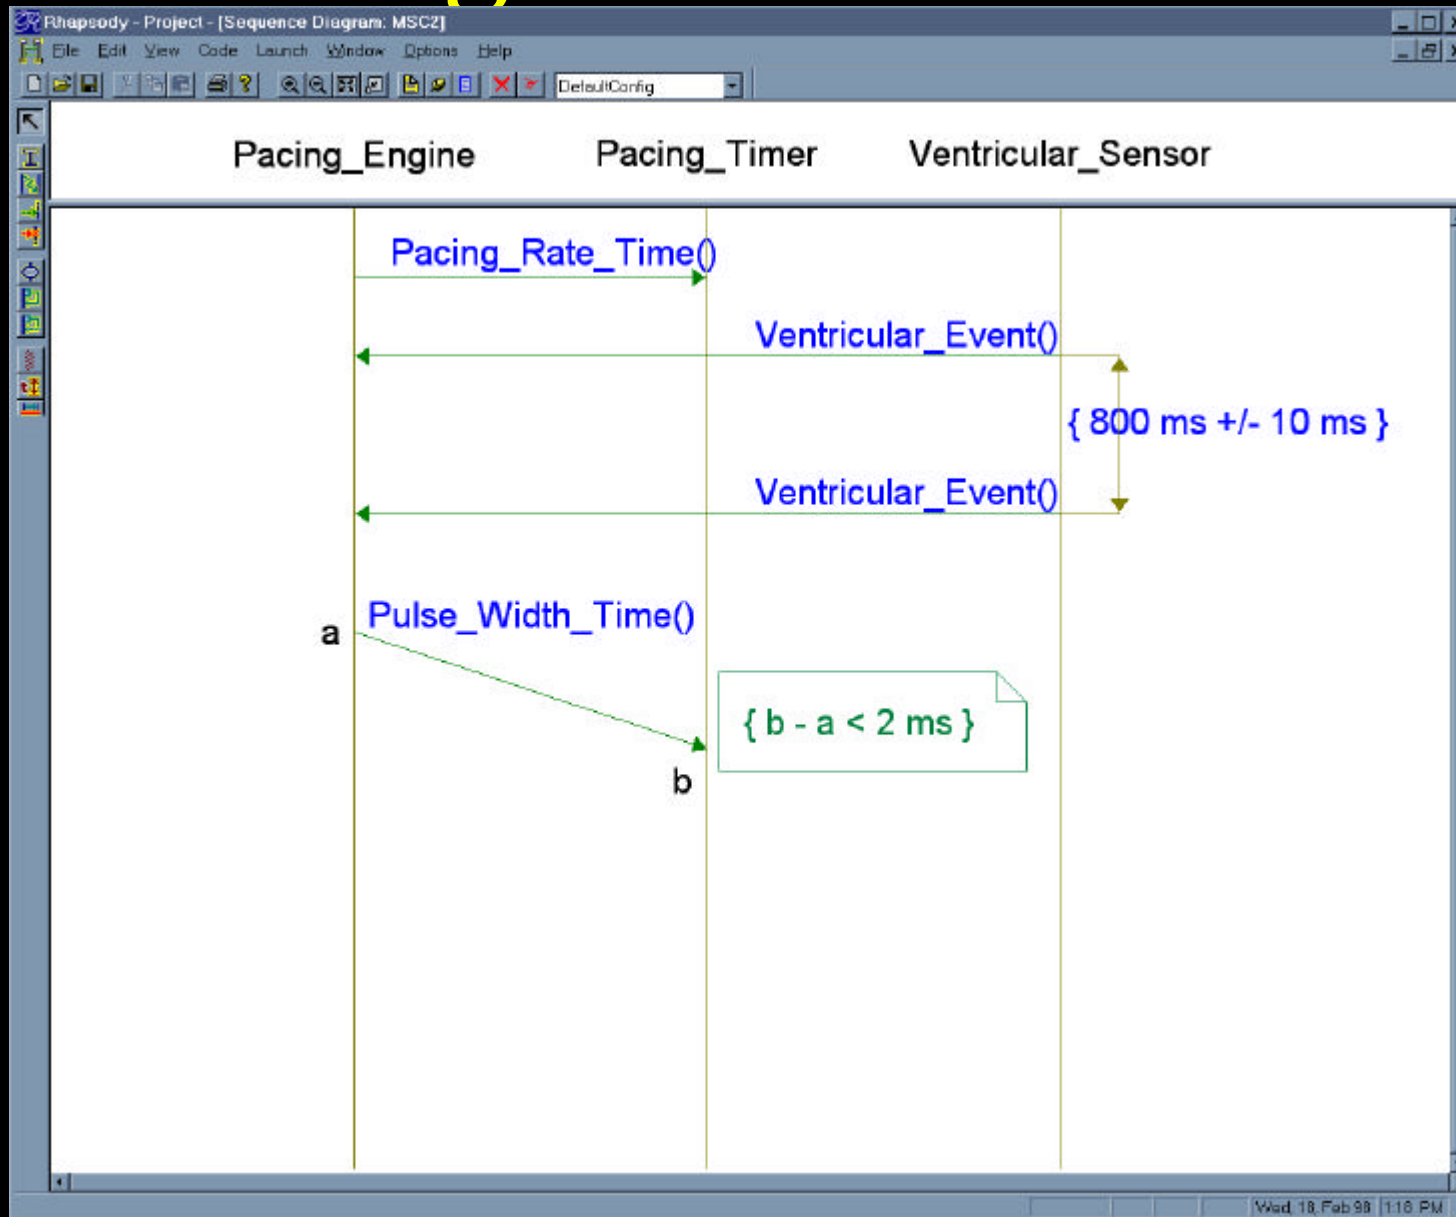 Rhapsody - Project - [Sequence Diagram: MSC2]
File Edit View Code Launch Window Options Help
DefaultConfig
Pacing_Engine Pacing_Timer Ventricular_Sensor
Pacing_Rate_Time()
Ventricular_Event()
{ 800 ms +/- 10 ms }
Ventricular_Event()
Pulse_Width_Time()
a
{ b - a < 2 ms }
b
Wed, 18, Feb 98 1:18 PM